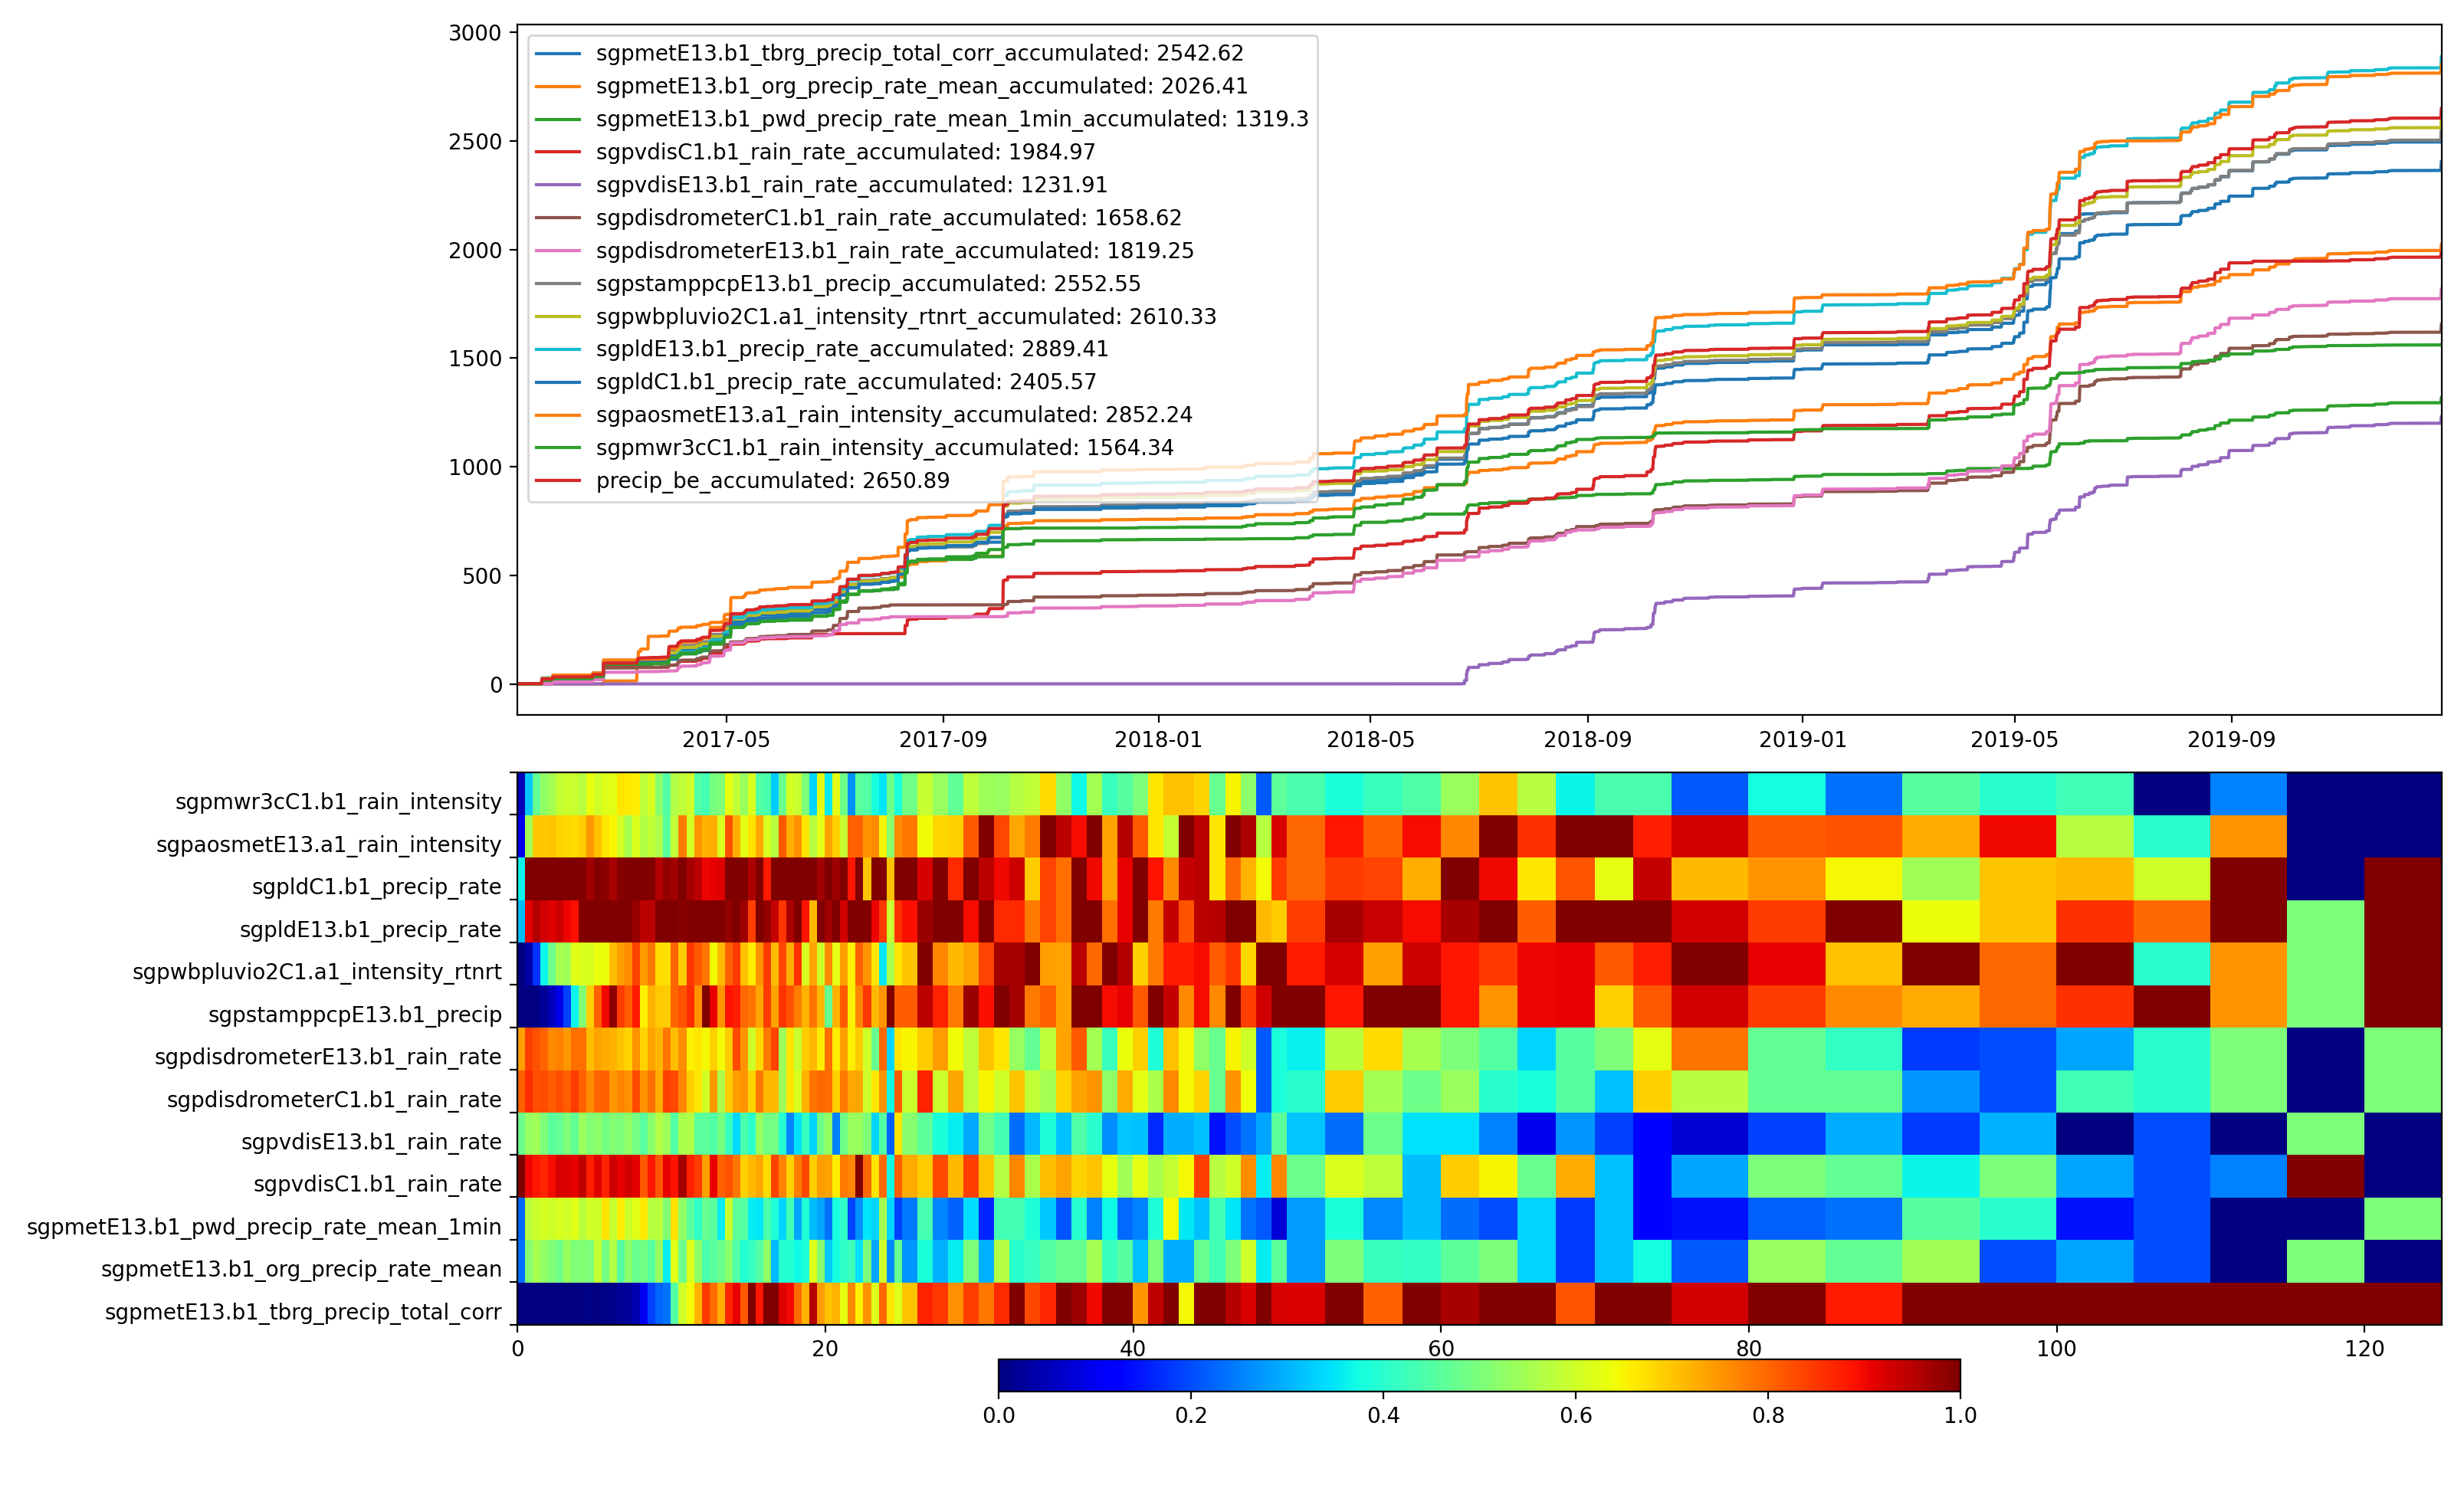 3000
2500
2000
1500
1000
500
0
sgpmetE13.b1_tbrg_precip_total_corr_accumulated: 2542.62
sgpmetE13.b1_org_precip_rate_mean_accumulated: 2026.41
sgpmetE13.b1_pwd_precip_rate_mean_1min_accumulated: 1319.3
sgpvdisC1.b1_rain_rate_accumulated: 1984.97
sgpvdisE13.b1_rain_rate_accumulated: 1231.91
sgpdisdrometerC1.b1_rain_rate_accumulated: 1658.62
sgpdisdrometerE13.b1_rain_rate_accumulated: 1819.25
sgpstamppcpE13.b1_precip_accumulated: 2552.55
sgpwbpluvio2C1.a1_intensity_rtnrt_accumulated: 2610.33
sgpldE13.b1_precip_rate_accumulated: 2889.41
sgpldC1.b1_precip_rate_accumulated: 2405.57
sgpaosmetE13.a1_rain_intensity_accumulated: 2852.24
sgpmwr3cC1.b1_rain_intensity_accumulated: 1564.34
precip_be_accumulated: 2650.89
2017-05 2017-09 2018-01 2018-05 2018-09 2019-01 2019-05 2019-09
sgpmwr3cC1.b1_rain_intensity
sgpaosmetE13.a1_rain_intensity
sgpldC1.b1_precip_rate
sgpldE13.b1_precip_rate
sgpwbpluvio2C1.a1_intensity_rtnrt
sgpstamppcpE13.b1_precip
sgpdisdrometerE13.b1_rain_rate
sgpdisdrometerC1.b1_rain_rate
sgpvdisE13.b1_rain_rate
sgpvdisC1.b1_rain_rate
sgpmetE13.b1_pwd_precip_rate_mean_1min
sgpmetE13.b1_org_precip_rate_mean
sgpmetE13.b1_tbrg_precip_total_corr
0 20 40 60 80 100 120
0.0 0.2 0.4 0.6 0.8 1.0